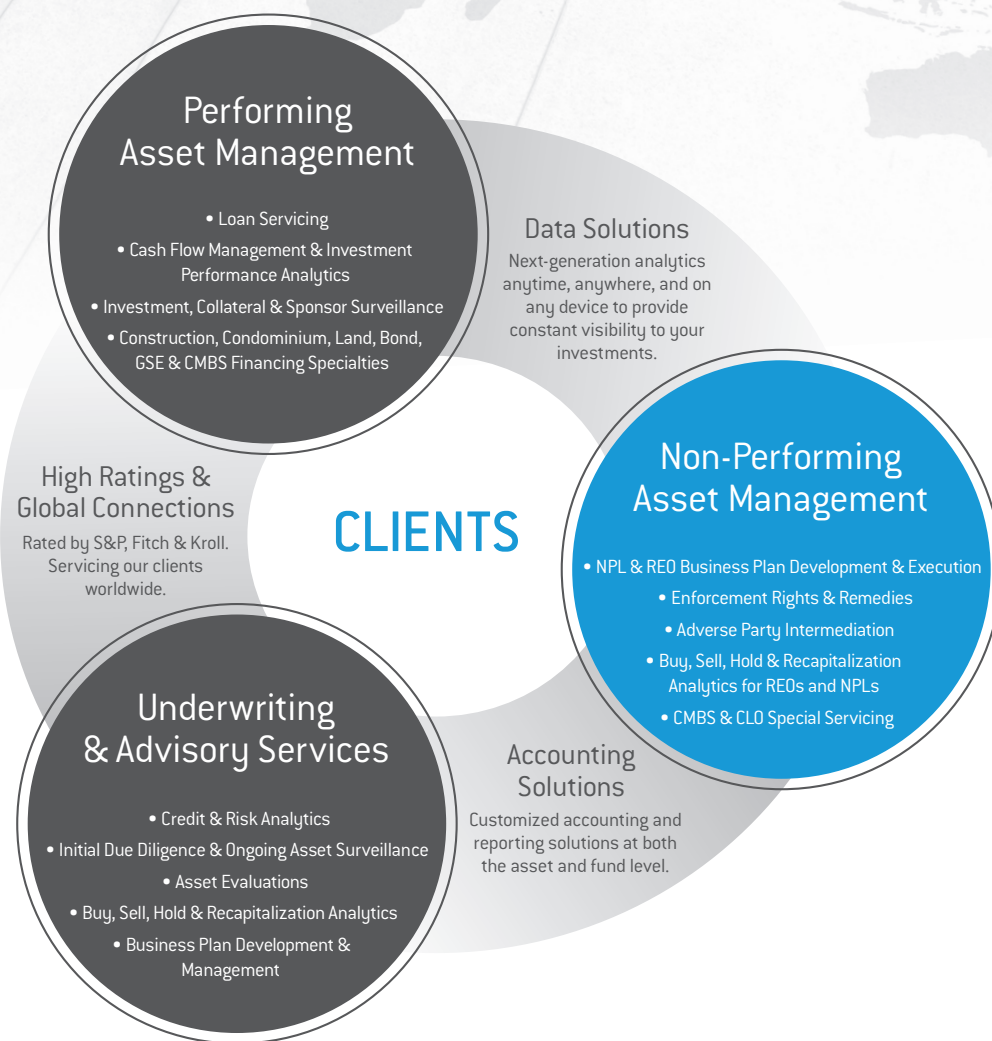 Performing
Asset Management
• Loan Servicing
• Cash Flow Management & Investment
Performance Analytics
• Investment, Collateral & Sponsor Surveillance
• Construction, Condominium, Land, Bond,
GSE & CMBS Financing Specialties
Data Solutions
Next-generation analytics
anytime, anywhere, and on
any device to provide
constant visibility to your
investments.
Non-Performing
Asset Management
• NPL & REO Business Plan Development & Execution
• Enforcement Rights & Remedies
• Adverse Party Intermediation
• Buy, Sell, Hold & Recapitalization
Analytics for REOs and NPLs
• CMBS & CLO Special Servicing
High Ratings &
Global Connections
Rated by S&P, Fitch & Kroll.
Servicing our clients
worldwide.
CLIENTS
Underwriting
& Advisory Services
• Credit & Risk Analytics
• Initial Due Diligence & Ongoing Asset Surveillance
• Asset Evaluations
• Buy, Sell, Hold & Recapitalization Analytics
• Business Plan Development &
Management
Accounting
Solutions
Customized accounting and
reporting solutions at both
the asset and fund level.